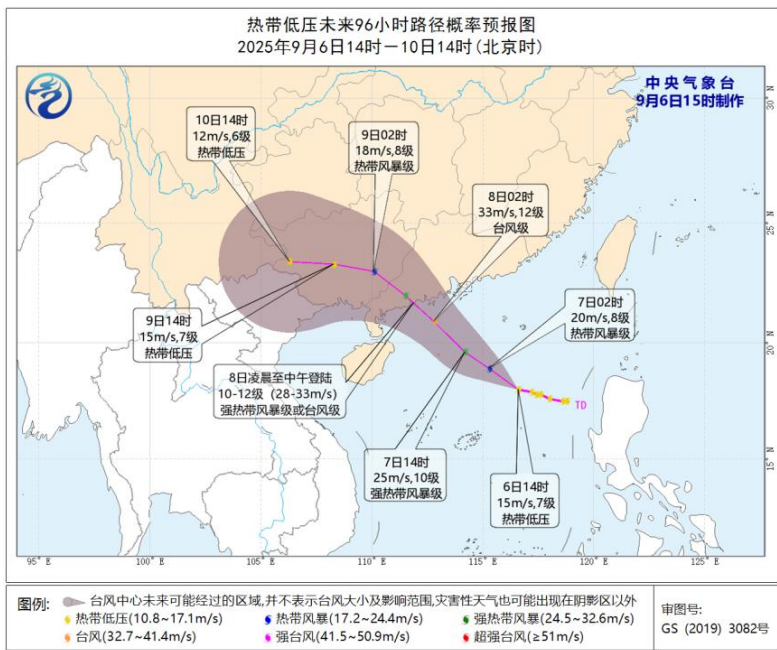 热带低压未来96小时路径概率预报图
2025年9月6日14时－10日14时(北京时)
中央气象台
9月6日15时制作
10日14时
12m/s,6级
热带低压
9日02时
18m/s,8级
热带风暴级
8日02时
33m/s,12级
台风级
7日02时
20m/s,8级
热带风暴级
9日14时
15m/s,7级
热带低压
8日凌晨至中午登陆
10-12级 (28-33m/s)
强热带风暴级或台风级
7日14时
25m/s,10级
强热带风暴级
6日14时
15m/s,7级
热带低压
TD
30° N
25° N
20° N
15° N
95° E
100° E
105° E
110° E
115° E
120° E
125° E
图例:
台风中心未来可能经过的区域,并不表示台风大小及影响范围,灾害性天气也可能出现在阴影区以外
热带低压(10.8~17.1m/s)
热带风暴(17.2~24.4m/s)
强热带风暴(24.5~32.6m/s)
台风(32.7~41.4m/s)
强台风(41.5~50.9m/s)
超强台风(≥51m/s)
审图号:
GS (2019) 3082号